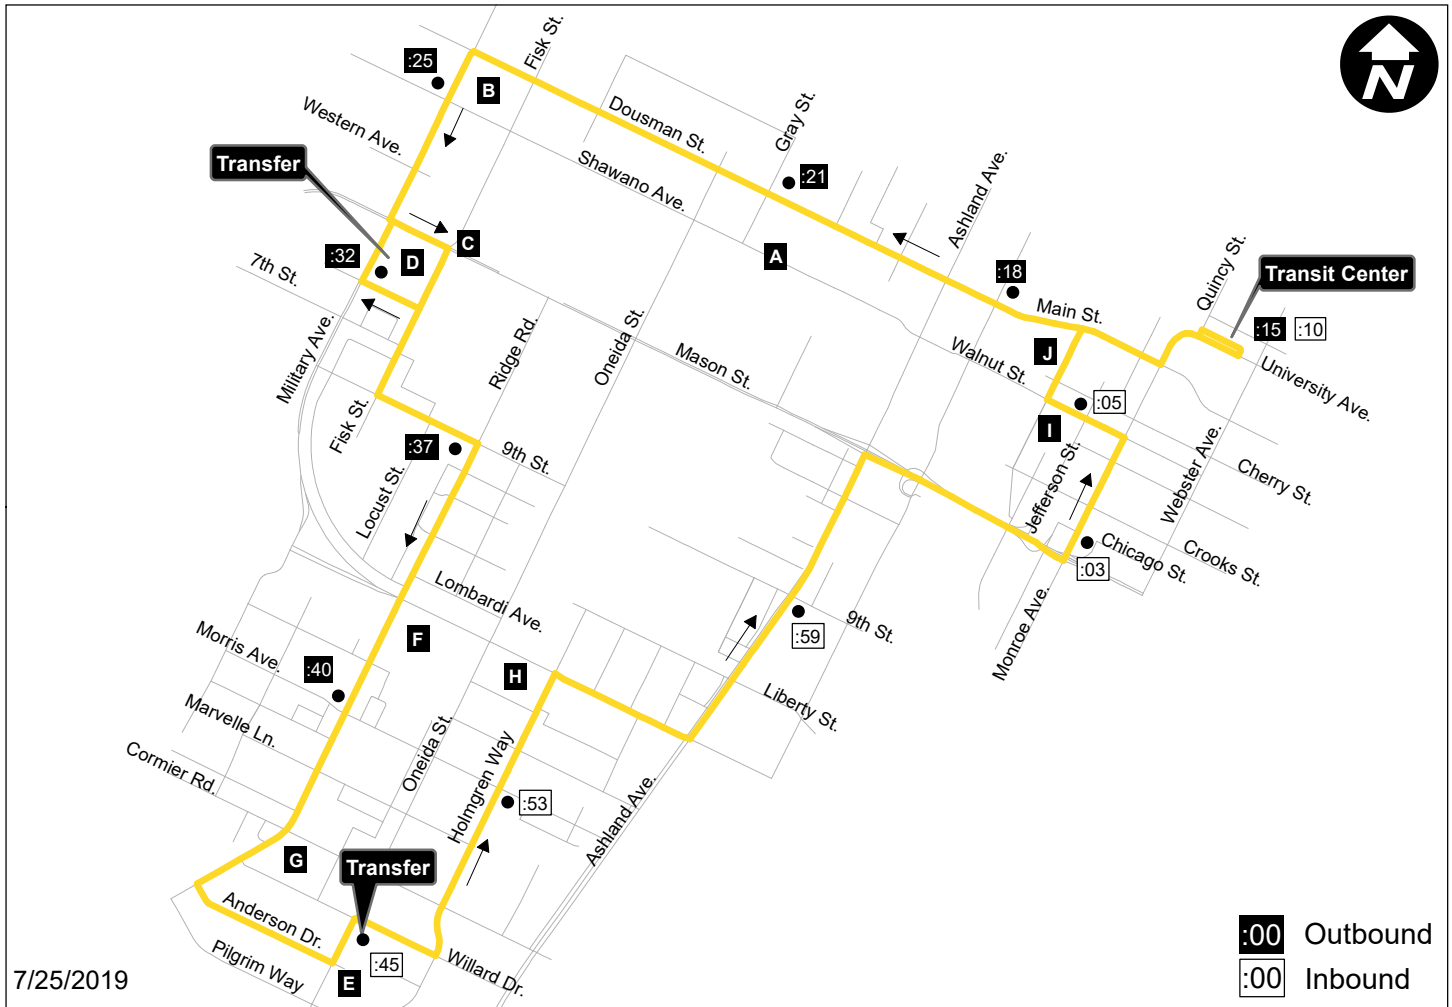 Fisk St.
:25
B
N
Western Ave.
Dousman St.
Gray St.
Transfer
Shawano Ave.
:21
Ashland Ave.
C
:32
D
A
7th St.
Quincy St.
Transit Center
:18
Main St.
:15 :10
Military Ave.
Ridge Rd.
Oneida St.
Mason St.
Walnut St.
J
University Ave.
:05
Fisk St.
I
:37
9th St.
Locust St.
Jefferson St.
Webster Ave.
Cherry St.
Chicago St.
Crooks St.
:03
Lombardi Ave.
F
:59
9th St.
Monroe Ave.
Morris Ave.
:40
H
Liberty St.
Marvelle Ln.
Oneida St.
Holmgren Way
Cormier Rd.
:53
Ashland Ave.
G
Transfer
Anderson Dr.
Pilgrim Way
E
:45
Willard Dr.
:00 Outbound
:00 Inbound
7/25/2019